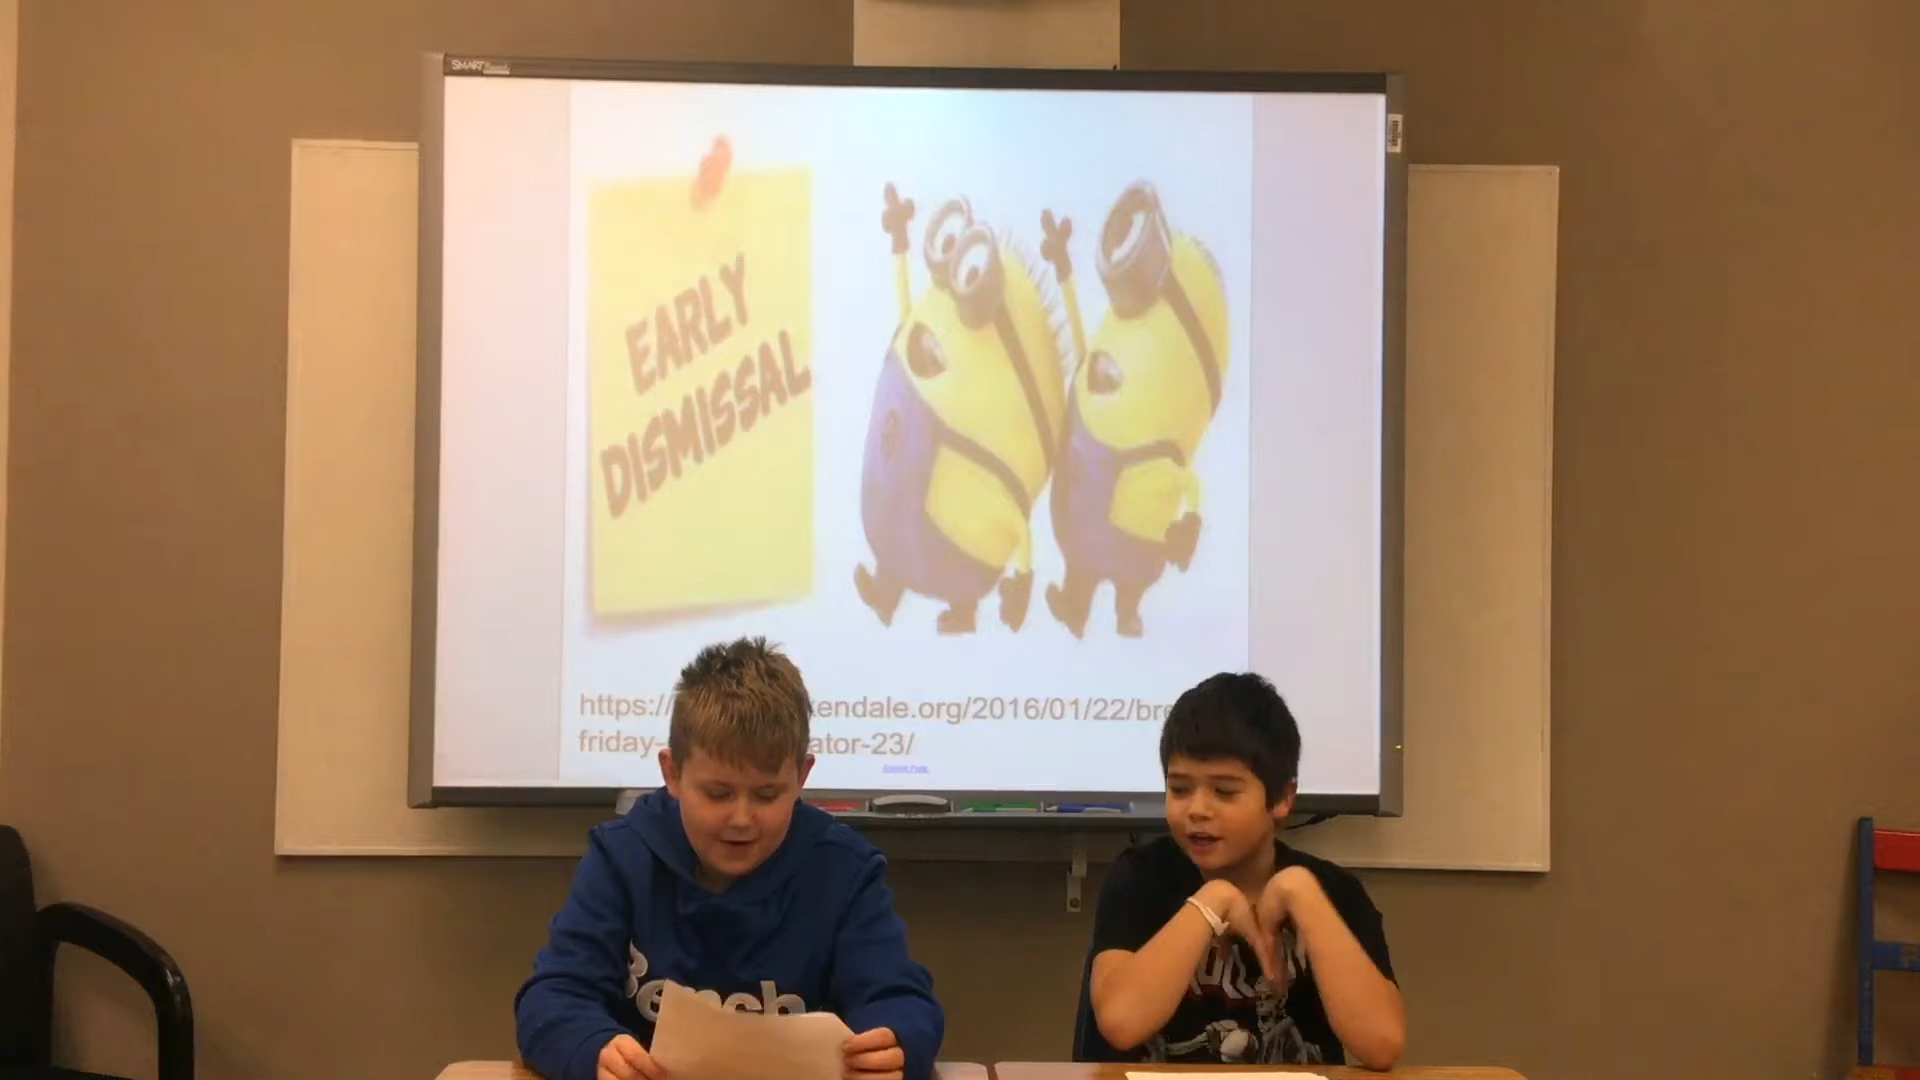 SMART
EARLY
DISMISSAL
https:// kendale.org/2016/01/22/bre
friday- ator-23/
Bench